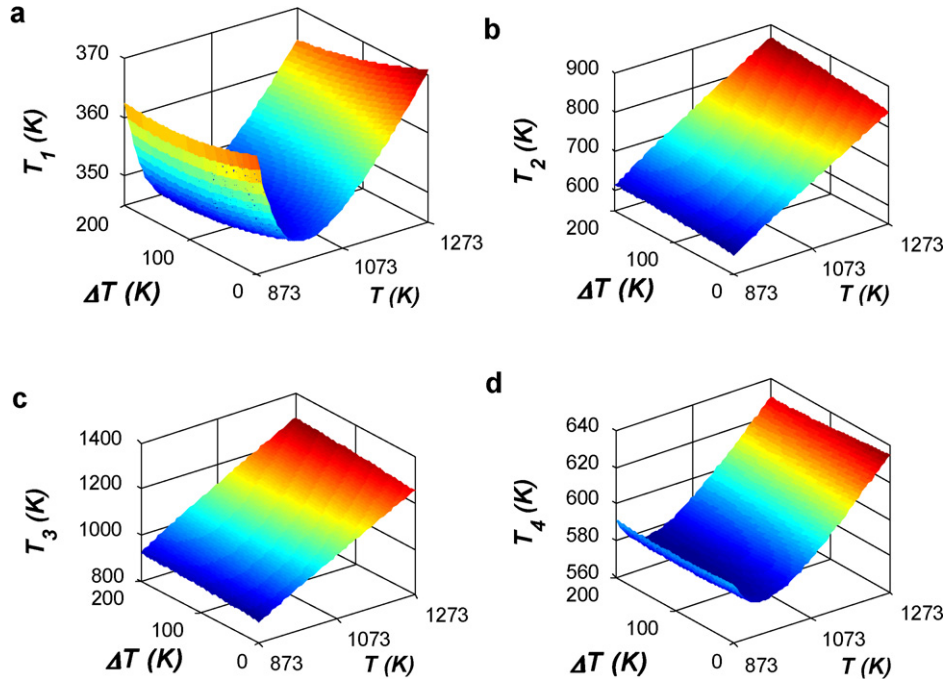 a
T₁ (K)
370
360
350
200
100
0
ΔT (K)
873
1073
1273
T (K)
b
T₂ (K)
900
800
700
600
200
100
0
ΔT (K)
873
1073
1273
T (K)
c
T₃ (K)
1400
1200
1000
800
200
100
0
ΔT (K)
873
1073
1273
T (K)
d
T₄ (K)
640
620
600
580
560
200
100
0
ΔT (K)
873
1073
1273
T (K)